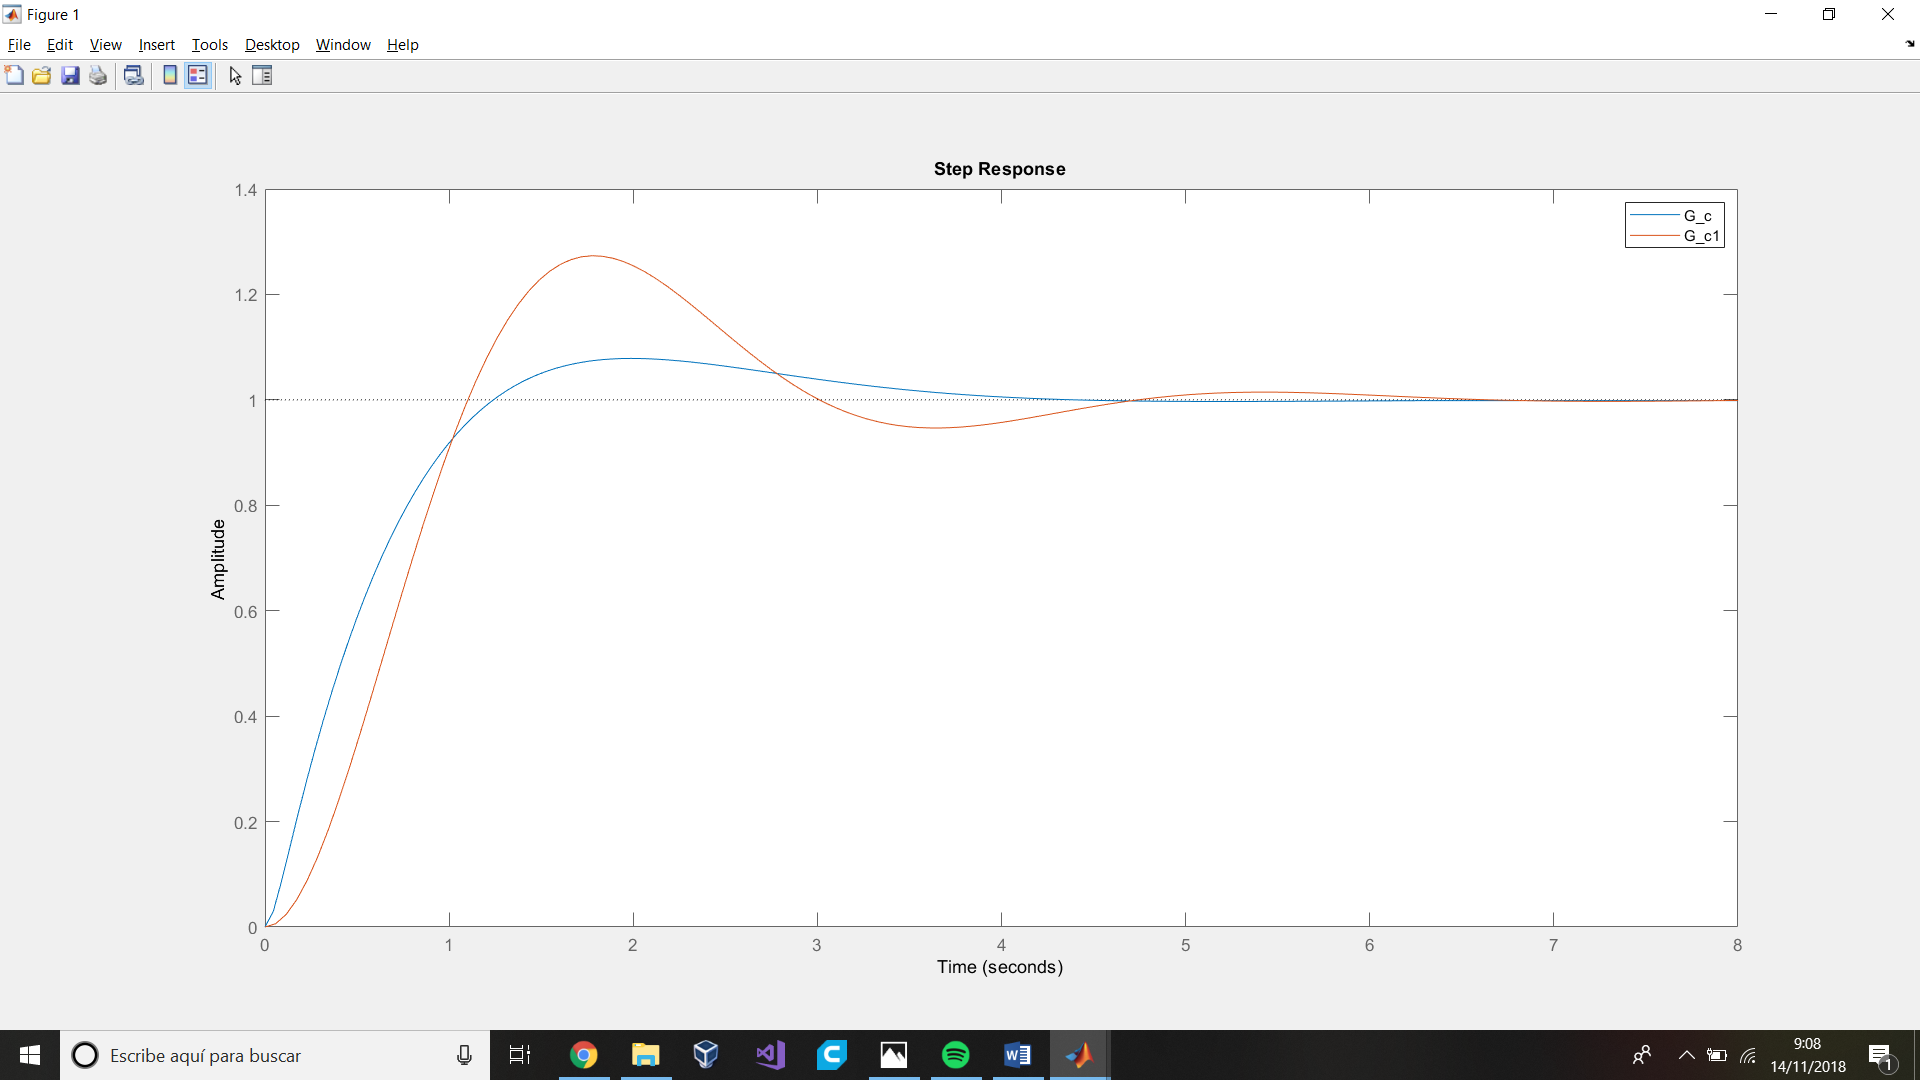 Figure 1
File Edit View Insert Tools Desktop Window Help
Step Response
1.4
1.2
1
0.8
0.6
0.4
0.2
0
Amplitude
G_c
G_c1
0 1 2 3 4 5 6 7 8
Time (seconds)
Escribe aquí para buscar
9:08
14/11/2018
1